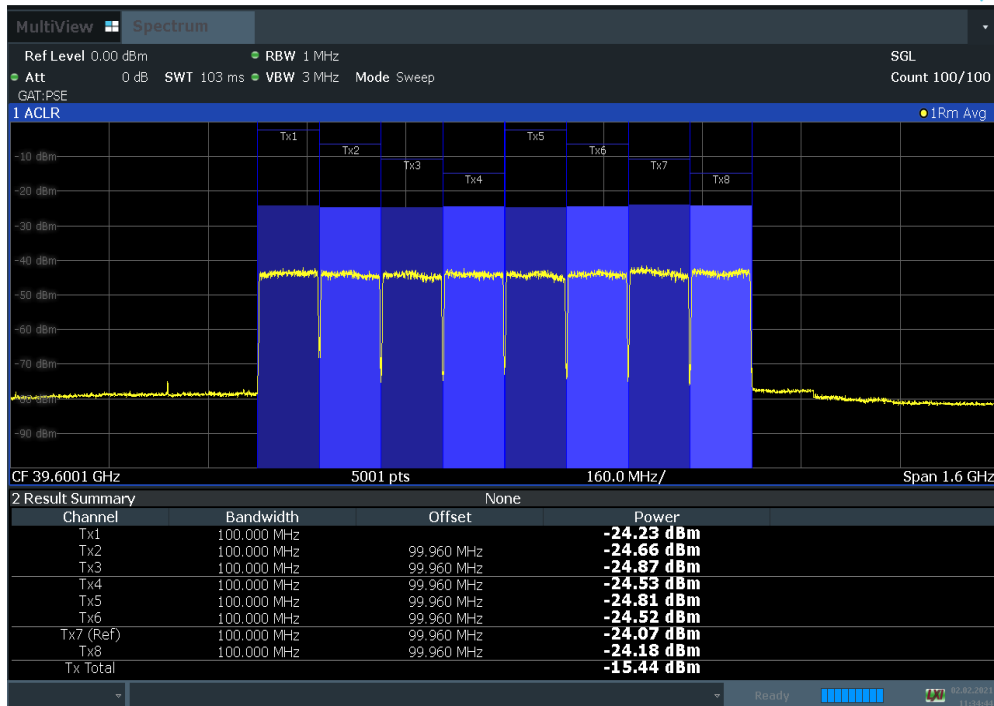 MultiView Spectrum
Ref Level 0.00 dBm RBW 1 MHz SGL
Att 0 dB SWT 103 ms VBW 3 MHz Mode Sweep Count 100/100
GAT:PSE
1 ACLR 1Rm Avg
Tx1 Tx5
Tx2 Tx6
-10 dBm
Tx3 Tx7
Tx4 Tx8
-20 dBm
-30 dBm
-40 dBm
-50 dBm
-60 dBm
-70 dBm
-80 dBm
-90 dBm
CF 39.6001 GHz 5001 pts 160.0 MHz/ Span 1.6 GHz
2 Result Summary None
Channel Bandwidth Offset Power
Tx1 100.000 MHz -24.23 dBm
Tx2 100.000 MHz 99.960 MHz -24.66 dBm
Tx3 100.000 MHz 99.960 MHz -24.87 dBm
Tx4 100.000 MHz 99.960 MHz -24.53 dBm
Tx5 100.000 MHz 99.960 MHz -24.81 dBm
Tx6 100.000 MHz 99.960 MHz -24.52 dBm
Tx7 (Ref) 100.000 MHz 99.960 MHz -24.07 dBm
Tx8 100.000 MHz 99.960 MHz -24.18 dBm
Tx Total -15.44 dBm
Ready LXI 02.02.2021